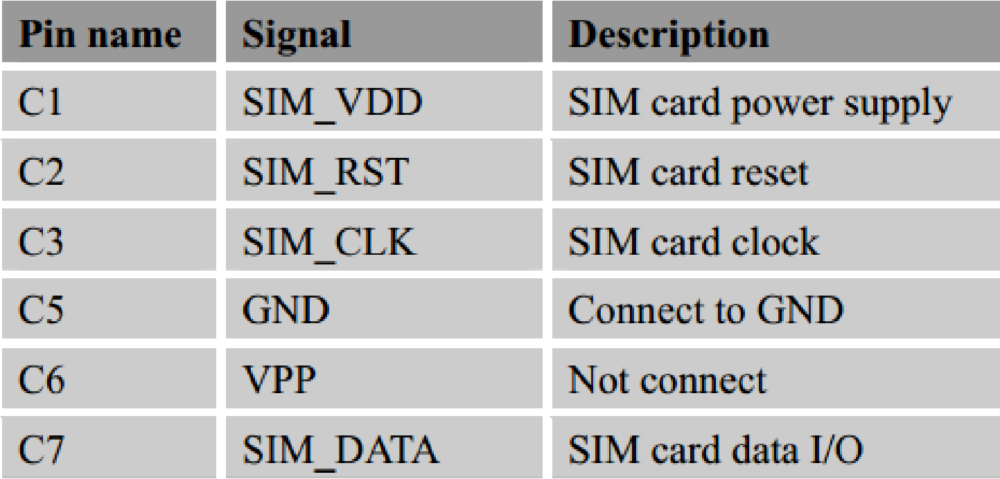 Pin name Signal Description
C1 SIM_VDD SIM card power supply
C2 SIM_RST SIM card reset
C3 SIM_CLK SIM card clock
C5 GND Connect to GND
C6 VPP Not connect
C7 SIM_DATA SIM card data I/O